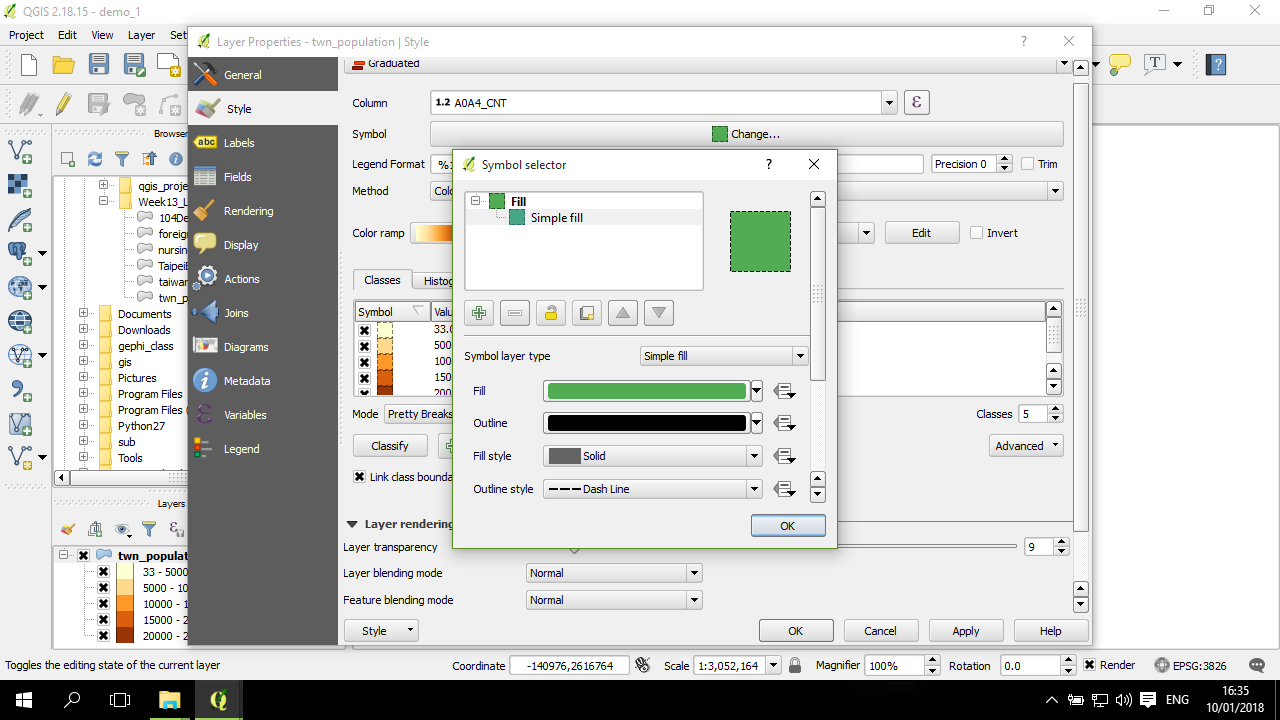 QGIS 2.18.15 - demo_1
Project Edit View Layer Set
Layer Properties - twn_population | Style
General
Style
Labels
Fields
Rendering
Display
Actions
Joins
Diagrams
Metadata
Variables
Legend
Browse
qgis_proje
Week13_L
104De
foreig
nursin
Taipei
taiwar
twn_p
Documents
Downloads
gephi_class
gis
Pictures
Program Files
Program Files (
Python27
sub
Tools
Layers
twn_populat
33 - 5000
5000 - 10
10000 - 1
15000 - 2
20000 - 2
Graduated
Column 1.2 A0A4_CNT ε
Symbol Change...
Legend Format %1 Precision 0 Trim
Method Colo
Color ramp Edit Invert
Classes Histog
Symbol Valu
33.0
5000
1000
1500
2000
Mode Pretty Breaks Classes 5
Classify Advanced
Link class bounda
Layer rendering
Layer transparency 9
Layer blending mode Normal
Feature blending mode Normal
Style OK Cancel Apply Help
Symbol selector
Fill
Simple fill
Symbol layer type Simple fill
Fill
Outline
Fill style Solid
Outline style Dash Line
OK
Toggles the editing state of the current layer
Coordinate -140976,2616764 Scale 1:3,052,164 Magnifier 100% Rotation 0.0 Render EPSG:3826
ENG
16:35
10/01/2018